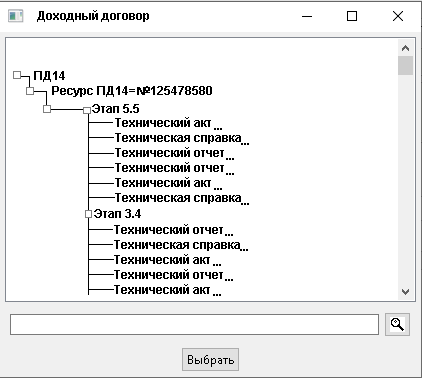 Доходный договор
ПД14
Ресурс ПД14=№125478580
Этап 5.5
Технический акт...
Техническая справка...
Технический отчет...
Технический отчет...
Технический акт...
Техническая справка...
Этап 3.4
Технический отчет...
Техническая справка...
Технический акт...
Технический отчет...
Технический акт...
Выбрать